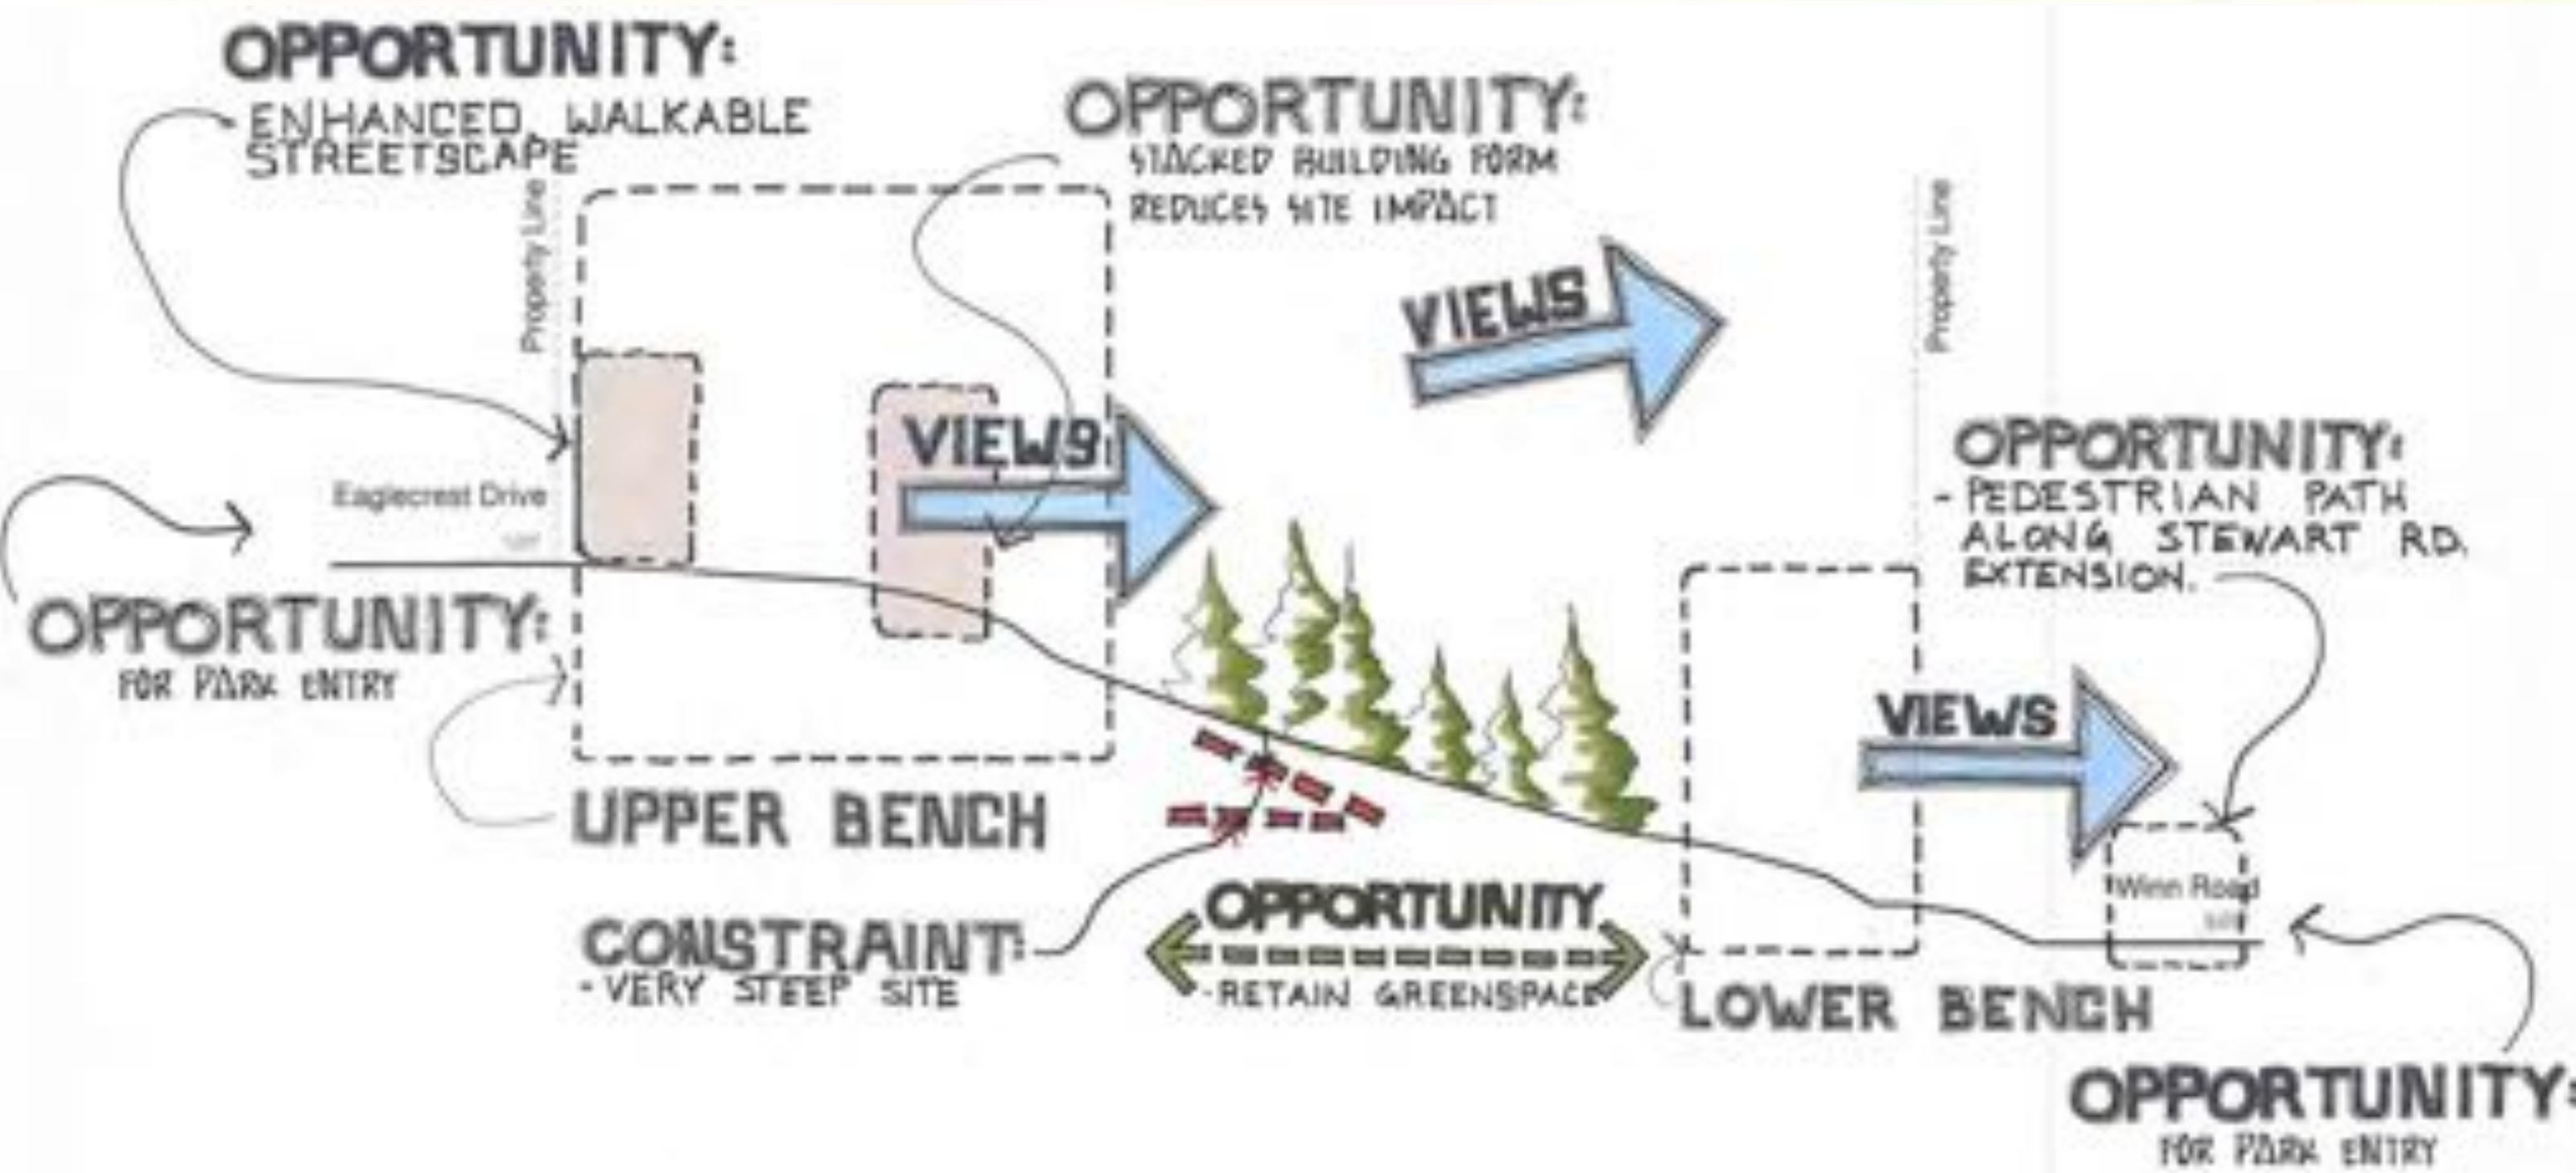 OPPORTUNITY:
ENHANCED, WALKABLE
STREETSCAPE
OPPORTUNITY:
STACKED BUILDING FORM
REDUCES SITE IMPACT
Property Line
VIEWS
Property Line
VIEWS
Eaglecrest Drive
OPPORTUNITY:
- PEDESTRIAN PATH
ALONG STEWART RD.
EXTENSION.
OPPORTUNITY:
FOR PARK ENTRY
VIEWS
UPPER BENCH
Winn Road
CONSTRAINT:
- VERY STEEP SITE
OPPORTUNITY
- RETAIN GREENSPACE
LOWER BENCH
OPPORTUNITY:
FOR PARK ENTRY